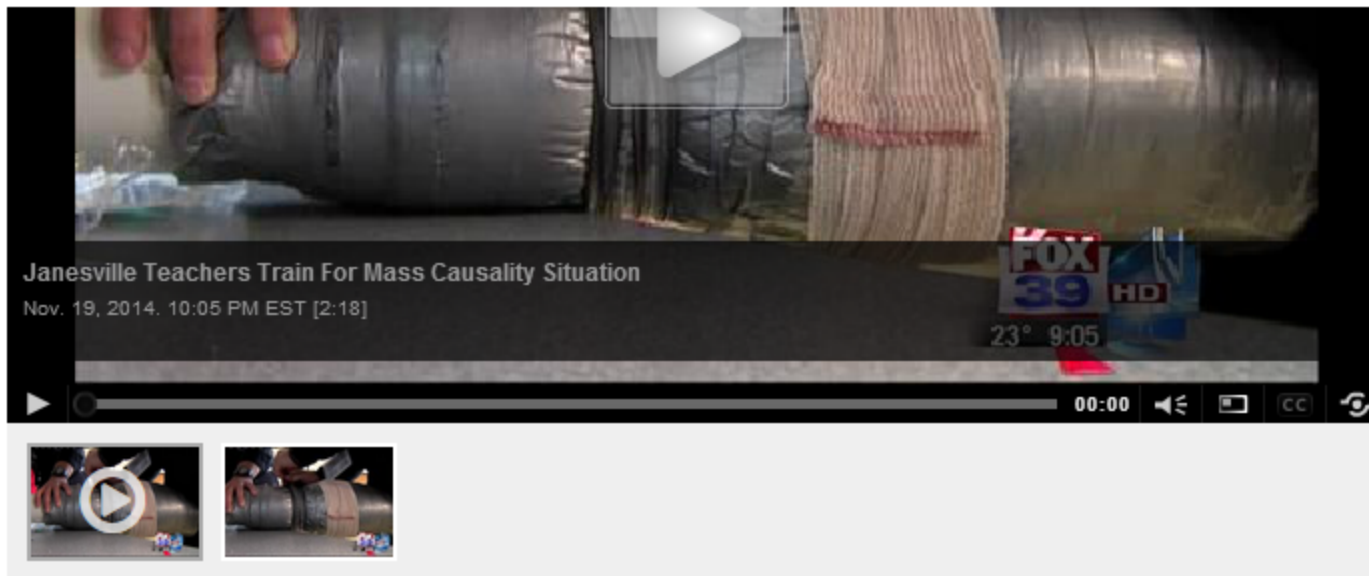 Janesville Teachers Train For Mass Causality Situation
Nov. 19, 2014. 10:05 PM EST [2:18]
FOX
39 HD
23° 9:05
00:00
CC